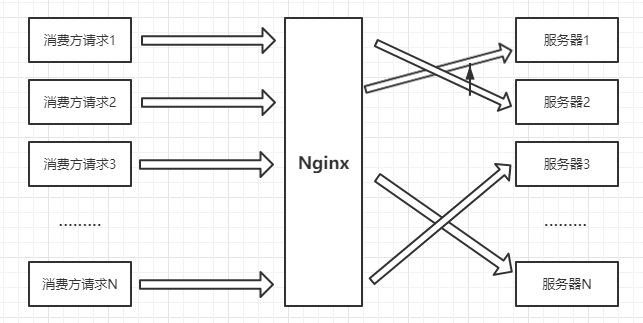 消费方请求1
消费方请求2
消费方请求3
.........
消费方请求N
Nginx
服务器1
服务器2
服务器3
.........
服务器N